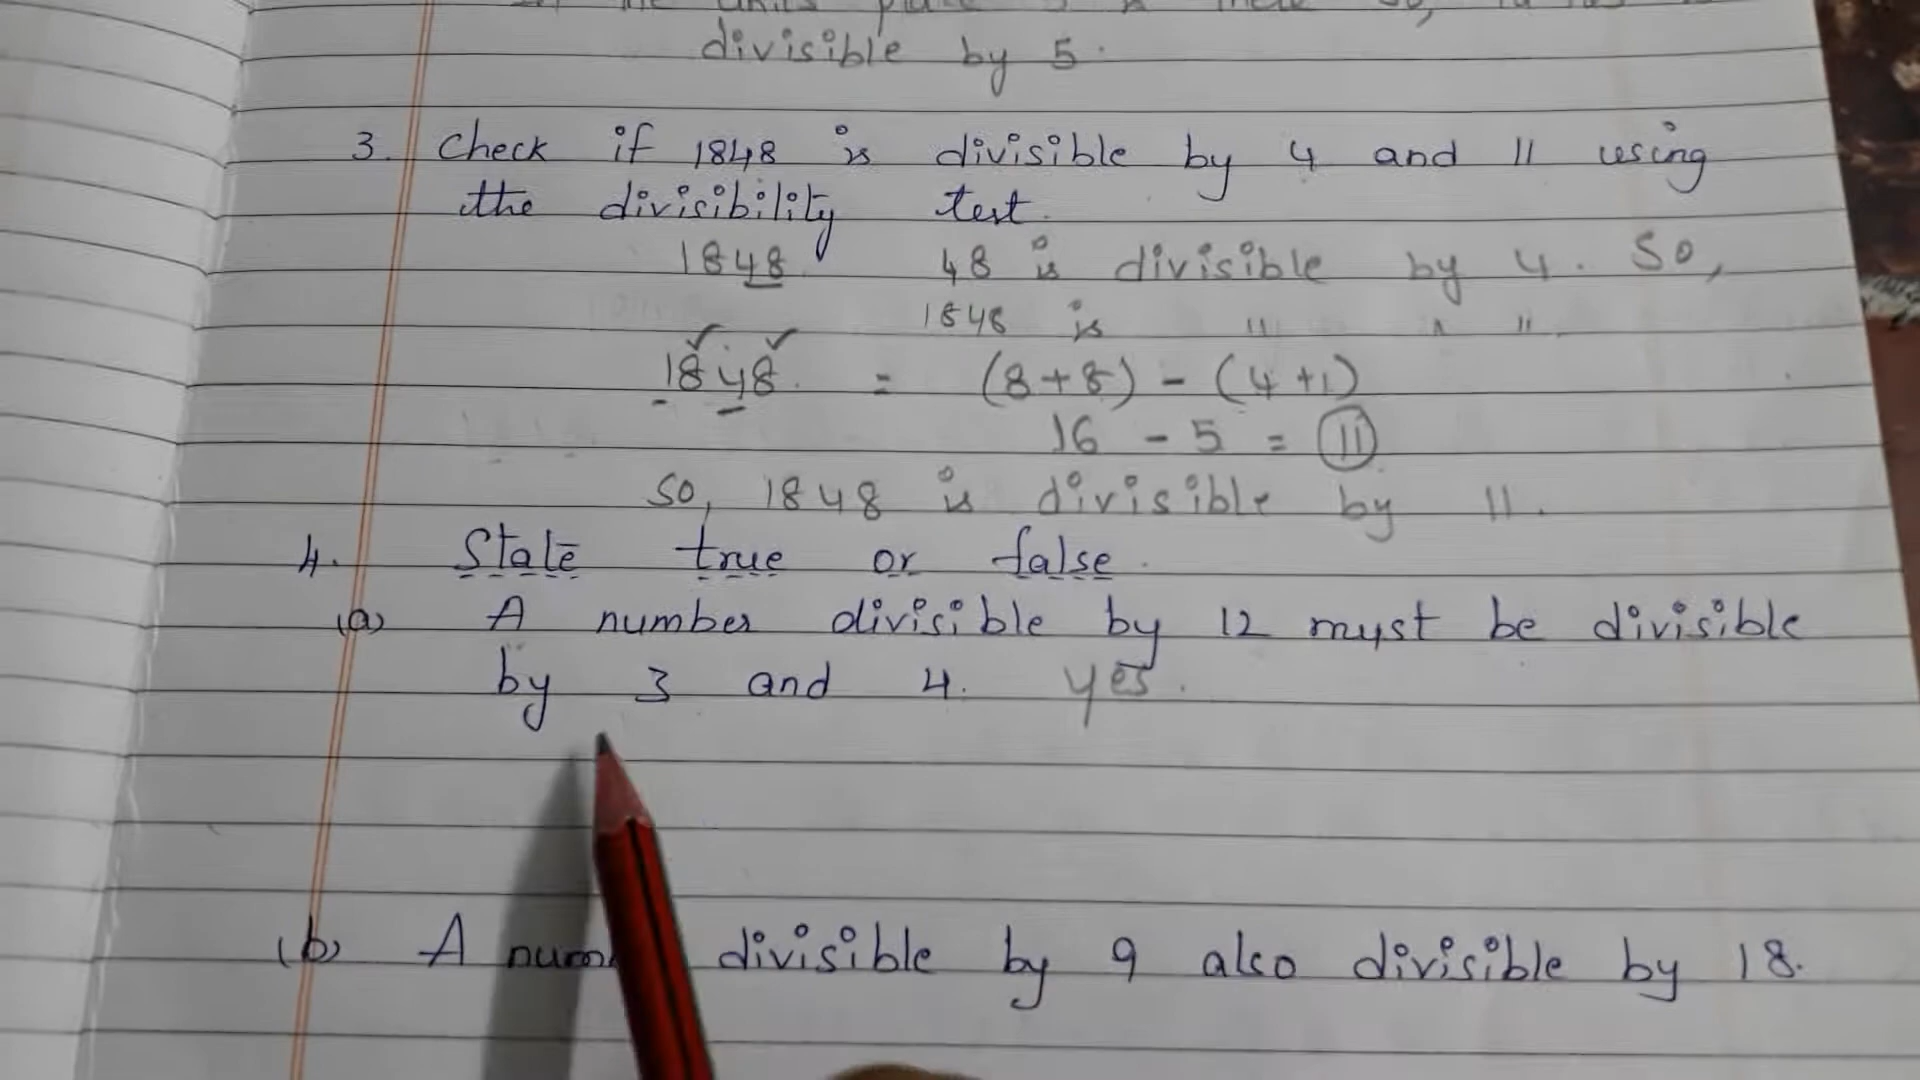 divisible by 5.
3. Check if 1848 is divisible by 4 and 11 using
the divisibility test.
1848 48 is divisible by 4. So,
1848 is " " "
1848 = (8+8) - (4+1)
16 - 5 = 11
So, 1848 is divisible by 11.
4. State true or false.
(a) A number divisible by 12 must be divisible
by 3 and 4. yes.
(b) A divisible by 9 also divisible by 18.